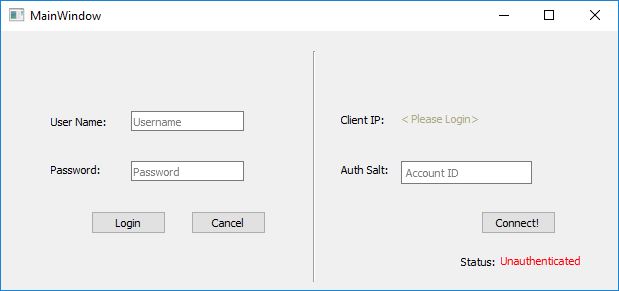 MainWindow
User Name: Username
Password: Password
Login Cancel
Client IP: < Please Login>
Auth Salt: Account ID
Connect!
Status: Unauthenticated